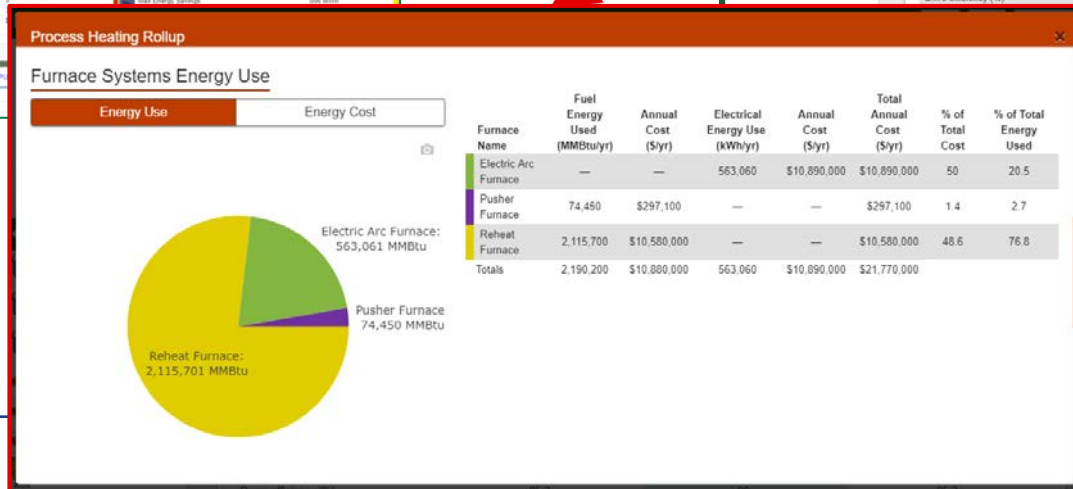 Max Energy Savings
Process Heating Rollup
×
Furnace Systems Energy Use
Energy Use
Energy Cost
Furnace Name
Fuel Energy Used (MMBtu/yr)
Annual Cost ($/yr)
Electrical Energy Use (kWh/yr)
Annual Cost ($/yr)
Total Annual Cost ($/yr)
% of Total Cost
% of Total Energy Used
Electric Arc Furnace — — 563,060 $10,890,000 $10,890,000 50 20.5
Pusher Furnace 74,450 $297,100 — — $297,100 1.4 2.7
Reheat Furnace 2,115,700 $10,580,000 — — $10,580,000 48.6 76.8
Totals 2,190,200 $10,880,000 563,060 $10,890,000 $21,770,000
Electric Arc Furnace:
563,061 MMBtu
Pusher Furnace
74,450 MMBtu
Reheat Furnace:
2,115,701 MMBtu